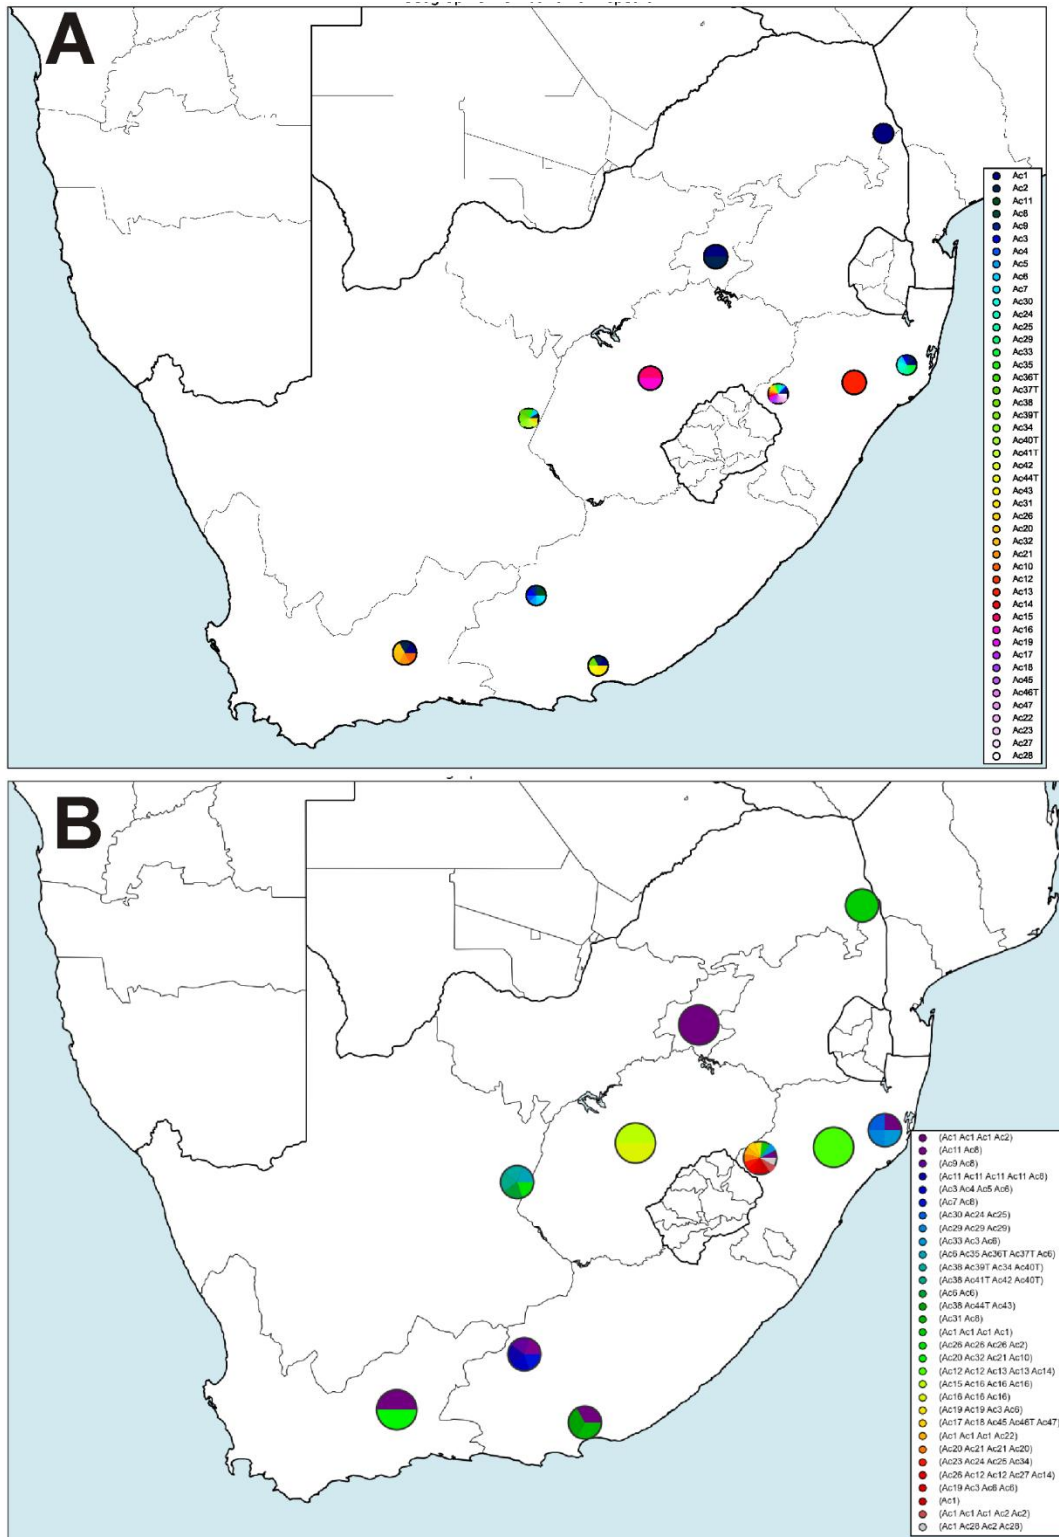 A
Ac1
Ac2
Ac11
Ac8
Ac9
Ac3
Ac4
Ac5
Ac6
Ac7
Ac30
Ac24
Ac25
Ac29
Ac33
Ac35
Ac36T
Ac37T
Ac38
Ac39T
Ac34
Ac40T
Ac41T
Ac42
Ac44T
Ac43
Ac31
Ac26
Ac20
Ac32
Ac21
Ac10
Ac12
Ac13
Ac14
Ac15
Ac16
Ac19
Ac17
Ac18
Ac45
Ac46T
Ac47
Ac22
Ac23
Ac27
Ac28
B
(Ac1 Ac1 Ac1 Ac2)
(Ac11 Ac8)
(Ac9 Ac8)
(Ac11 Ac11 Ac11 Ac11 Ac8)
(Ac3 Ac4 Ac5 Ac6)
(Ac7 Ac8)
(Ac30 Ac24 Ac25)
(Ac29 Ac29 Ac29)
(Ac33 Ac3 Ac6)
(Ac6 Ac35 Ac36T Ac37T Ac6)
(Ac38 Ac39T Ac34 Ac40T)
(Ac38 Ac41T Ac42 Ac40T)
(Ac6 Ac6)
(Ac38 Ac44T Ac43)
(Ac31 Ac8)
(Ac1 Ac1 Ac1 Ac1)
(Ac26 Ac26 Ac26 Ac2)
(Ac20 Ac32 Ac21 Ac10)
(Ac12 Ac12 Ac13 Ac13 Ac14)
(Ac15 Ac16 Ac16 Ac16)
(Ac16 Ac16 Ac16)
(Ac19 Ac19 Ac3 Ac6)
(Ac17 Ac18 Ac45 Ac46T Ac47)
(Ac1 Ac1 Ac1 Ac22)
(Ac20 Ac21 Ac21 Ac20)
(Ac23 Ac24 Ac25 Ac34)
(Ac26 Ac12 Ac12 Ac27 Ac14)
(Ac19 Ac3 Ac6 Ac6)
(Ac1)
(Ac1 Ac1 Ac1 Ac2 Ac2)
(Ac1 Ac28 Ac2 Ac28)